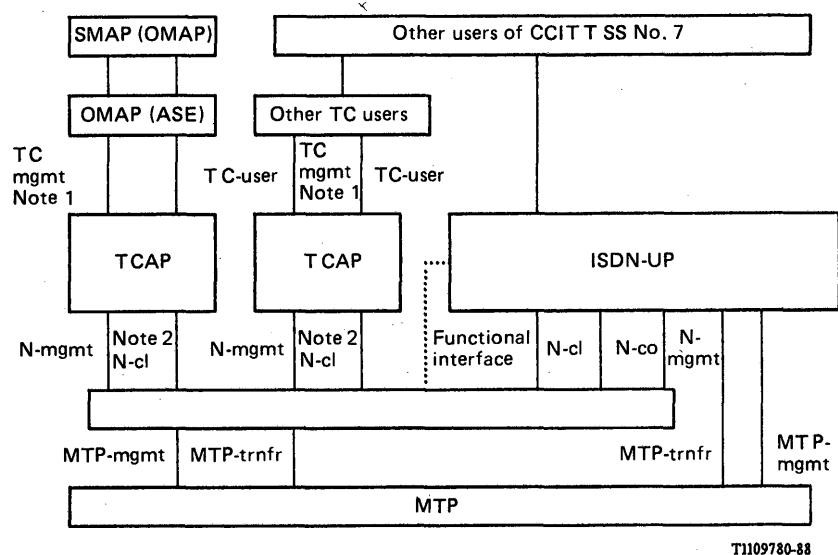 SMAP (OMAP)
Other users of CCITT SS No. 7
OMAP (ASE)
Other TC users
TC
mgmt
Note 1
TC-user
TC
mgmt
Note 1
TC-user
TCAP
TCAP
ISDN-UP
N-mgmt
Note 2
N-cl
N-mgmt
Note 2
N-cl
Functional
interface
N-cl
N-co
N-
mgmt
MTP-mgmt
MTP-trnfr
MTP-trnfr
MTP-
mgmt
MTP
T1109780-88